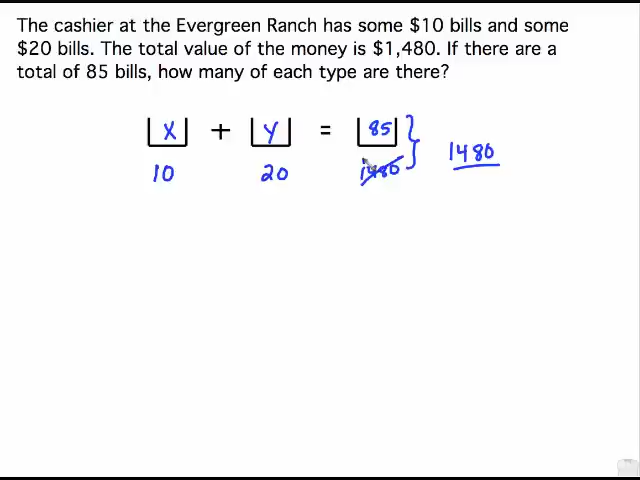 The cashier at the Evergreen Ranch has some $10 bills and some
$20 bills. The total value of the money is $1,480. If there are a
total of 85 bills, how many of each type are there?
x + y = 85
1480
10 20 1480